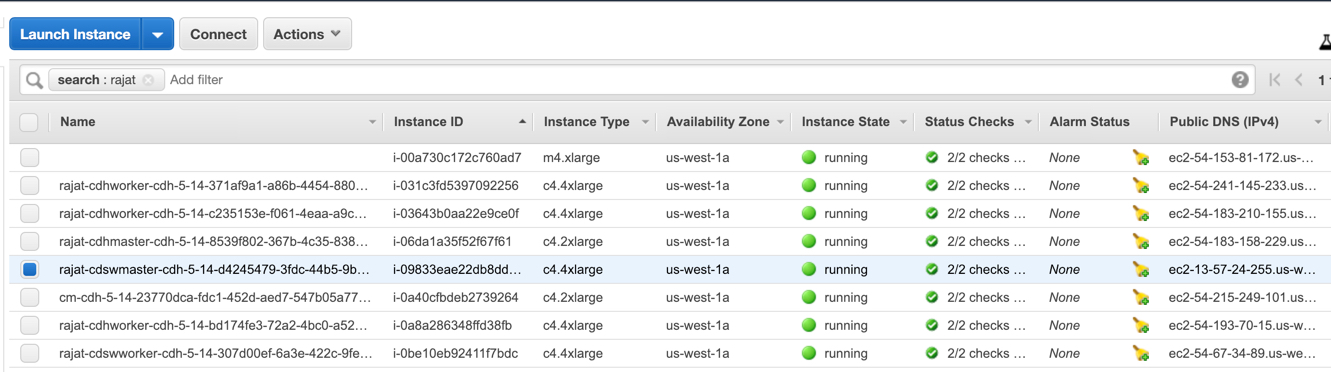 Launch Instance Connect Actions
search : rajat Add filter 1
Name Instance ID Instance Type Availability Zone Instance State Status Checks Alarm Status Public DNS (IPv4)
i-00a730c172c760ad7 m4.xlarge us-west-1a running 2/2 checks ... None ec2-54-153-81-172.us-...
rajat-cdhworker-cdh-5-14-371af9a1-a86b-4454-880... i-031c3fd5397092256 c4.4xlarge us-west-1a running 2/2 checks ... None ec2-54-241-145-233.us...
rajat-cdhworker-cdh-5-14-c235153e-f061-4eaa-a9c... i-03643b0aa22e9ce0f c4.4xlarge us-west-1a running 2/2 checks ... None ec2-54-183-210-155.us...
rajat-cdhmaster-cdh-5-14-8539f802-367b-4c35-838... i-06da1a35f52f67f61 c4.2xlarge us-west-1a running 2/2 checks ... None ec2-54-183-158-229.us...
rajat-cdswmaster-cdh-5-14-d4245479-3fdc-44b5-9b... i-09833eae22db8dd... c4.4xlarge us-west-1a running 2/2 checks ... None ec2-13-57-24-255.us-w...
cm-cdh-5-14-23770dca-fdc1-452d-aed7-547b05a77... i-0a40cfbdeb2739264 c4.2xlarge us-west-1a running 2/2 checks ... None ec2-54-215-249-101.us...
rajat-cdhworker-cdh-5-14-bd174fe3-72a2-4bc0-a52... i-0a8a286348ffd38fb c4.4xlarge us-west-1a running 2/2 checks ... None ec2-54-193-70-15.us-w...
rajat-cdswworker-cdh-5-14-307d00ef-6a3e-422c-9fe... i-0be10eb92411f7bdc c4.4xlarge us-west-1a running 2/2 checks ... None ec2-54-67-34-89.us-we...